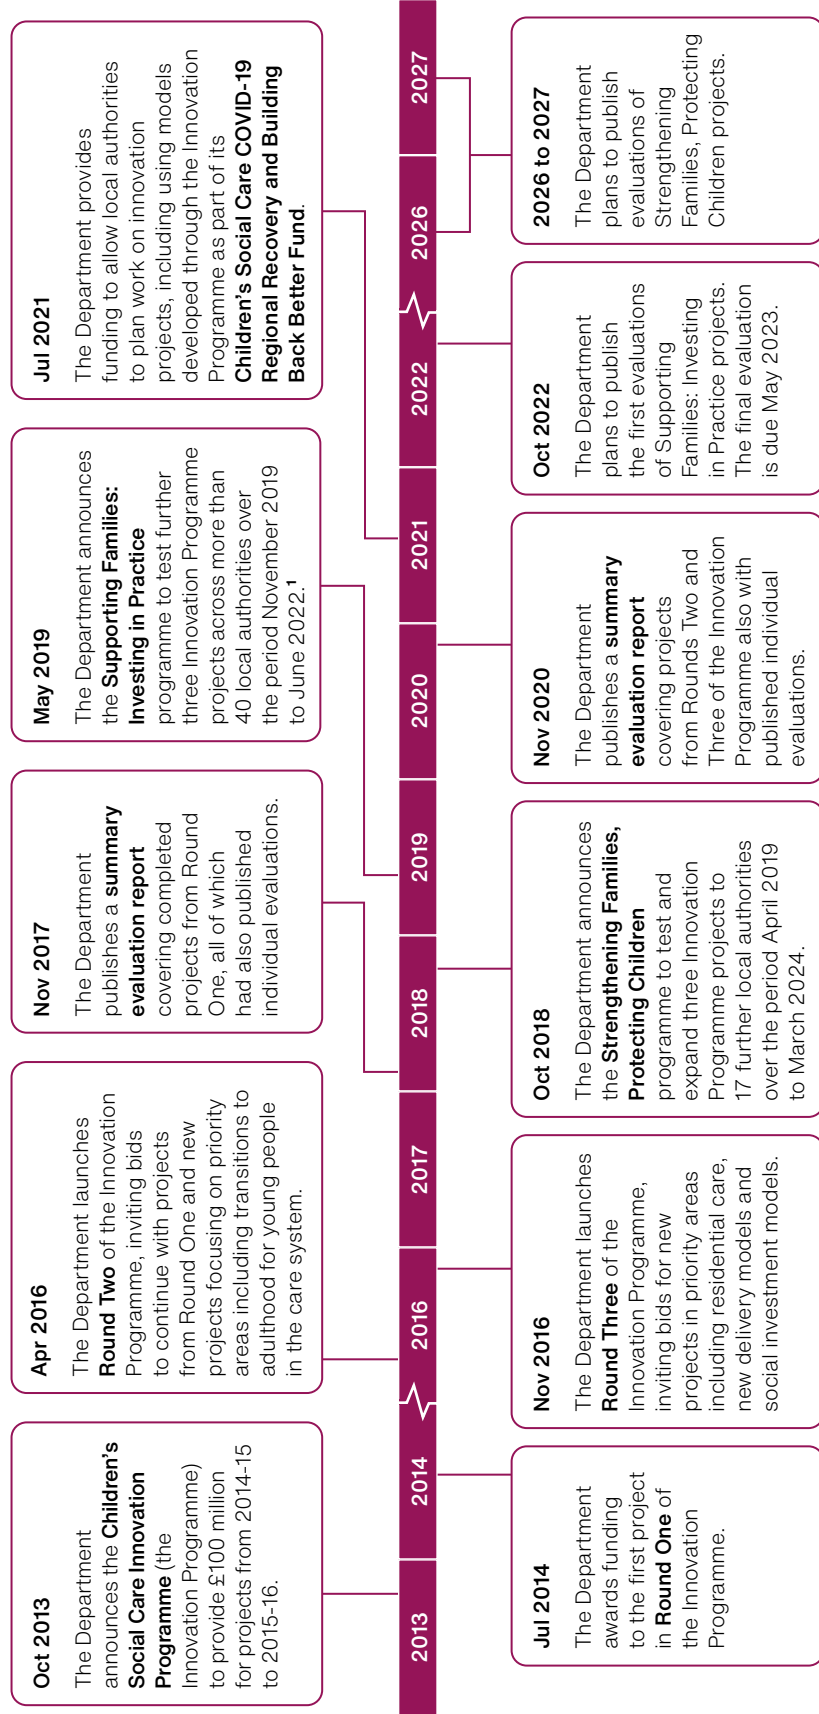 Oct 2013
The Department
announces the Children’s
Social Care Innovation
Programme (the
Innovation Programme)
to provide £100 million
for projects from 2014-15
to 2015-16.
Apr 2016
The Department launches
Round Two of the Innovation
Programme, inviting bids
to continue with projects
from Round One and new
projects focusing on priority
areas including transitions to
adulthood for young people
in the care system.
Nov 2017
The Department
publishes a summary
evaluation report
covering completed
projects from Round
One, all of which
had also published
individual evaluations.
May 2019
The Department announces
the Supporting Families:
Investing in Practice
programme to test further
three Innovation Programme
projects across more than
40 local authorities over
the period November 2019
to June 2022.¹
Jul 2021
The Department provides
funding to allow local authorities
to plan work on innovation
projects, including using models
developed through the Innovation
Programme as part of its
Children’s Social Care COVID-19
Regional Recovery and Building
Back Better Fund.
2013
2014
2016
2017
2018
2019
2020
2021
2022
2026
2027
Jul 2014
The Department
awards funding
to the first project
in Round One of
the Innovation
Programme.
Nov 2016
The Department launches
Round Three of the
Innovation Programme,
inviting bids for new
projects in priority areas
including residential care,
new delivery models and
social investment models.
Oct 2018
The Department announces
the Strengthening Families,
Protecting Children
programme to test and
expand three Innovation
Programme projects to
17 further local authorities
over the period April 2019
to March 2024.
Nov 2020
The Department
publishes a summary
evaluation report
covering projects
from Rounds Two and
Three of the Innovation
Programme also with
published individual
evaluations.
Oct 2022
The Department
plans to publish
the first evaluations
of Supporting
Families: Investing
in Practice projects.
The final evaluation
is due May 2023.
2026 to 2027
The Department
plans to publish
evaluations of
Strengthening
Families, Protecting
Children projects.